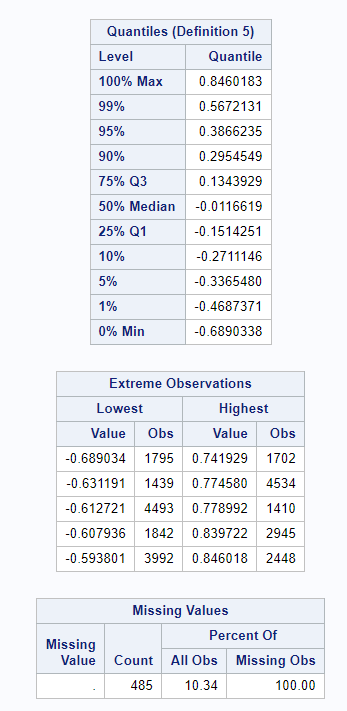 Quantiles (Definition 5)
Level Quantile
100% Max 0.8460183
99% 0.5672131
95% 0.3866235
90% 0.2954549
75% Q3 0.1343929
50% Median -0.0116619
25% Q1 -0.1514251
10% -0.2711146
5% -0.3365480
1% -0.4687371
0% Min -0.6890338
Extreme Observations
Lowest Highest
Value Obs Value Obs
-0.689034 1795 0.741929 1702
-0.631191 1439 0.774580 4534
-0.612721 4493 0.778992 1410
-0.607936 1842 0.839722 2945
-0.593801 3992 0.846018 2448
Missing Values
Missing Value Count Percent Of
All Obs Missing Obs
. 485 10.34 100.00